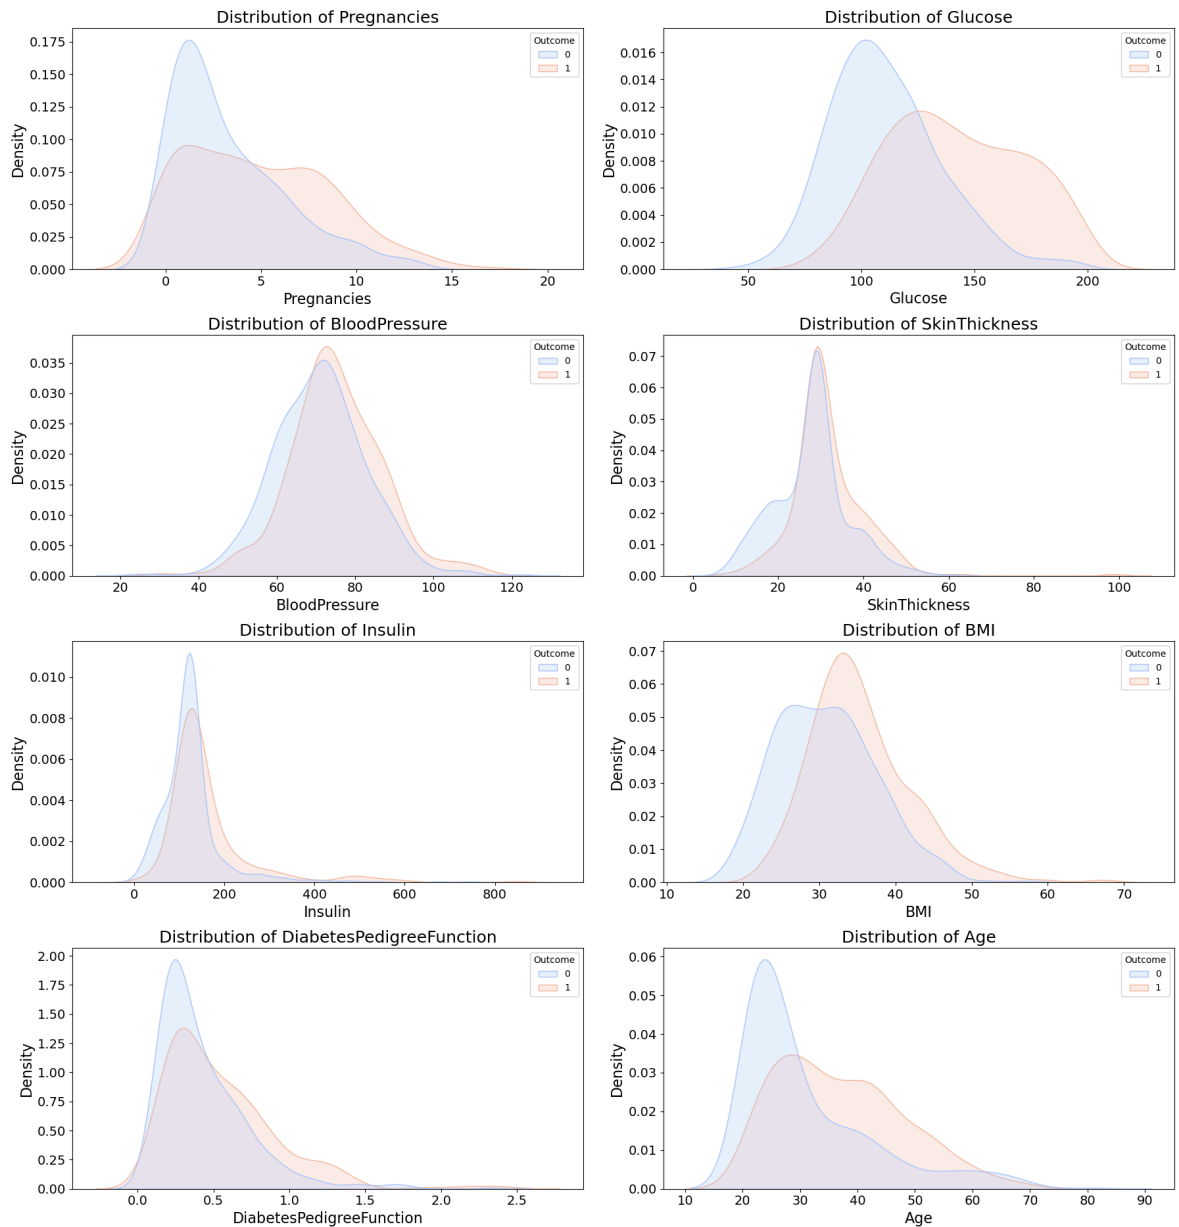 Distribution of Pregnancies
Density
0.175
0.150
0.125
0.100
0.075
0.050
0.025
0.000
0 5 10 15 20
Pregnancies
Outcome
0
1
Distribution of Glucose
Density
0.016
0.014
0.012
0.010
0.008
0.006
0.004
0.002
0.000
50 100 150 200
Glucose
Outcome
0
1
Distribution of BloodPressure
Density
0.035
0.030
0.025
0.020
0.015
0.010
0.005
0.000
20 40 60 80 100 120
BloodPressure
Outcome
0
1
Distribution of SkinThickness
Density
0.07
0.06
0.05
0.04
0.03
0.02
0.01
0.00
0 20 40 60 80 100
SkinThickness
Outcome
0
1
Distribution of Insulin
Density
0.010
0.008
0.006
0.004
0.002
0.000
0 200 400 600 800
Insulin
Outcome
0
1
Distribution of BMI
Density
0.07
0.06
0.05
0.04
0.03
0.02
0.01
0.00
10 20 30 40 50 60 70
BMI
Outcome
0
1
Distribution of DiabetesPedigreeFunction
Density
2.00
1.75
1.50
1.25
1.00
0.75
0.50
0.25
0.00
0.0 0.5 1.0 1.5 2.0 2.5
DiabetesPedigreeFunction
Outcome
0
1
Distribution of Age
Density
0.06
0.05
0.04
0.03
0.02
0.01
0.00
10 20 30 40 50 60 70 80 90
Age
Outcome
0
1